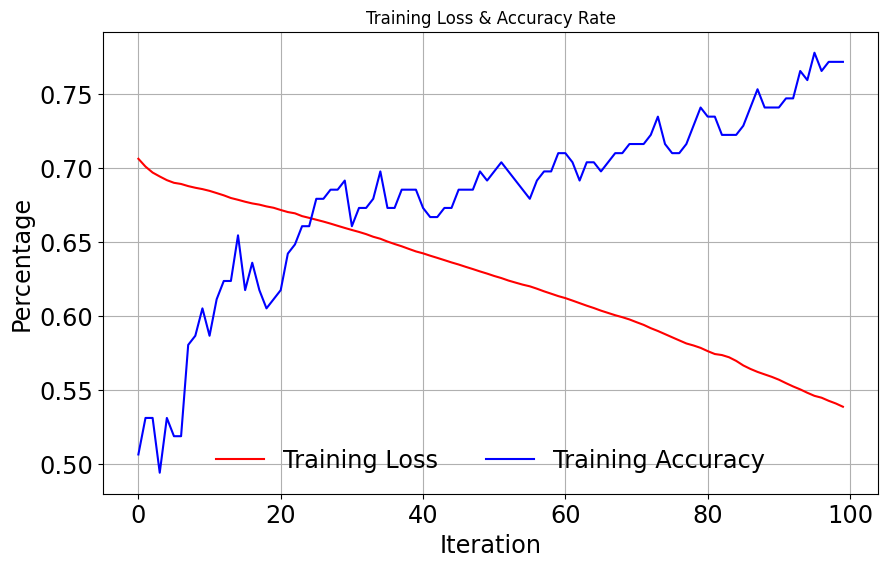 Training Loss & Accuracy Rate
0.75
0.70
0.65
0.60
0.55
0.50
Percentage
Training Loss Training Accuracy
0 20 40 60 80 100
Iteration